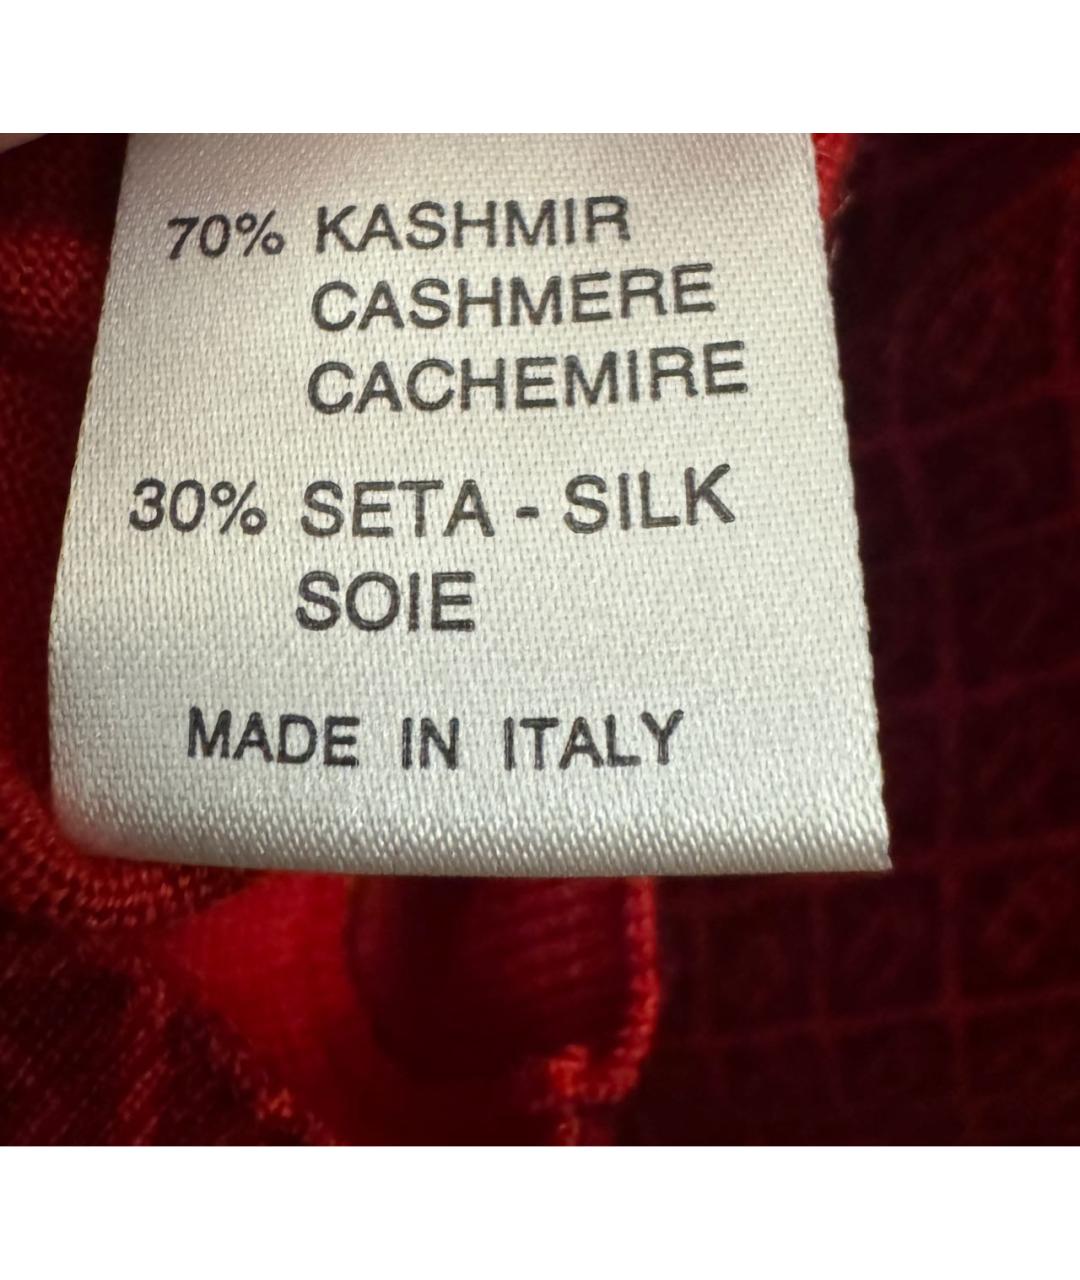 70% KASHMIR
CASHMERE
CACHEMIRE
30% SETA - SILK
SOIE
MADE IN ITALY